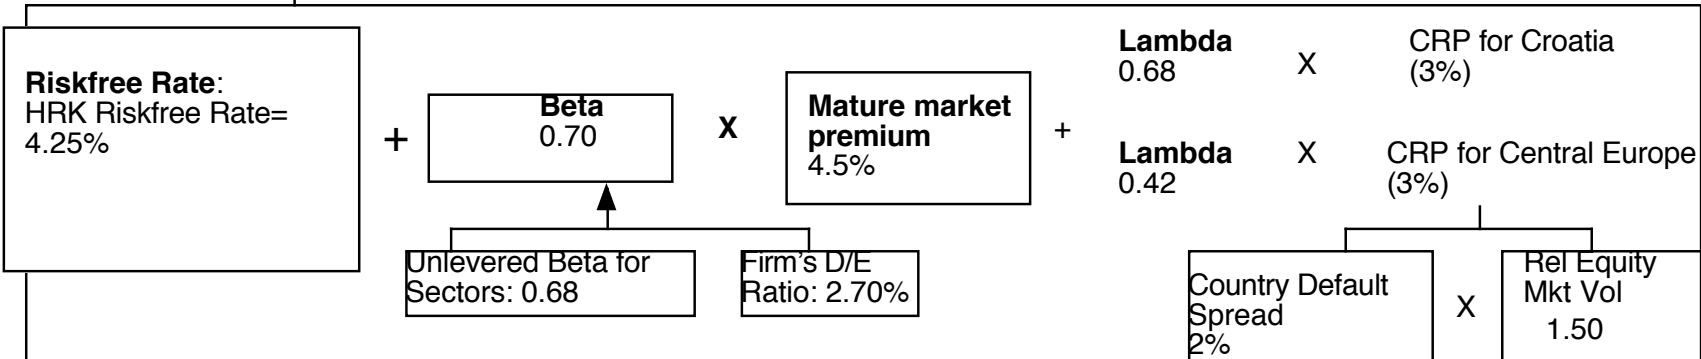 Riskfree Rate:
HRK Riskfree Rate=
4.25%
+
Beta
0.70
X
Mature market
premium
4.5%
+
Lambda
0.68
X
CRP for Croatia
(3%)
Lambda
0.42
X
CRP for Central Europe
(3%)
Unlevered Beta for
Sectors: 0.68
Firm's D/E
Ratio: 2.70%
Country Default
Spread
2%
X
Rel Equity
Mkt Vol
1.50